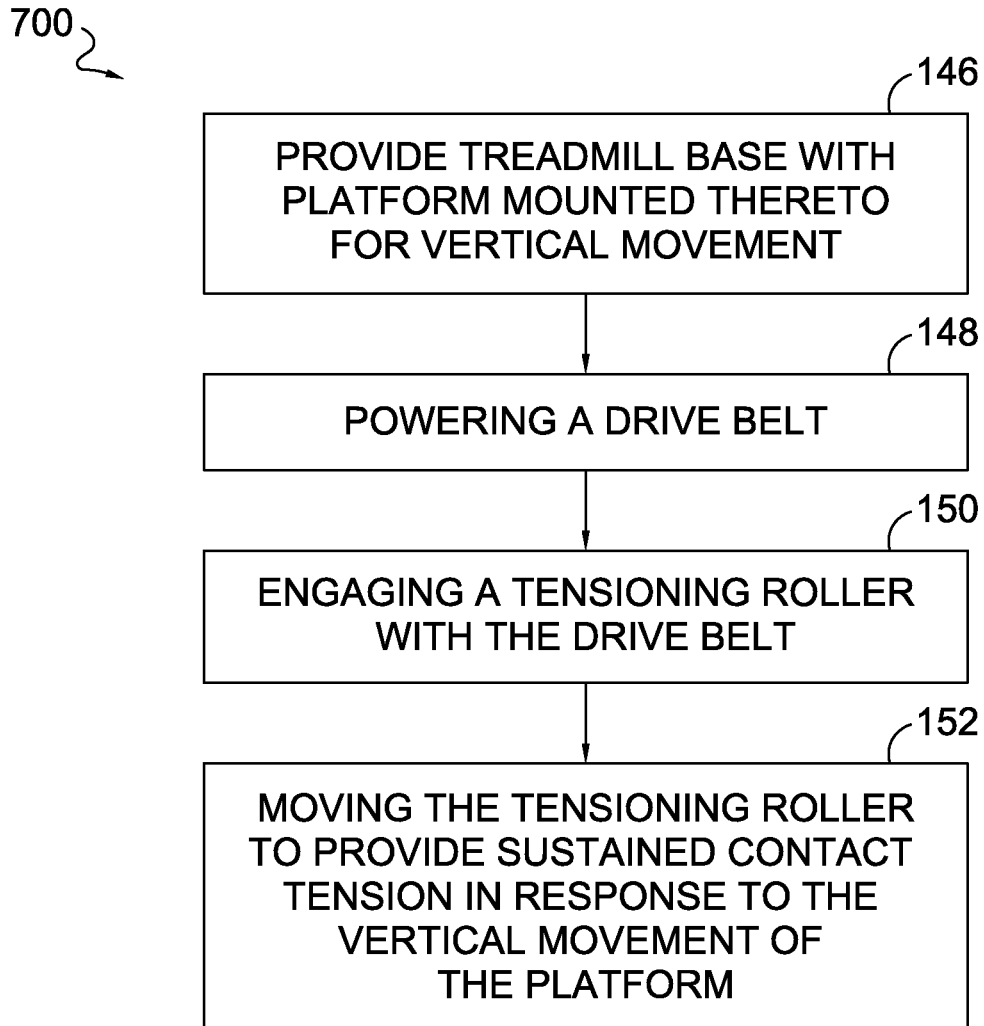 700
146
PROVIDE TREADMILL BASE WITH
PLATFORM MOUNTED THERETO
FOR VERTICAL MOVEMENT
148
POWERING A DRIVE BELT
150
ENGAGING A TENSIONING ROLLER
WITH THE DRIVE BELT
152
MOVING THE TENSIONING ROLLER
TO PROVIDE SUSTAINED CONTACT
TENSION IN RESPONSE TO THE
VERTICAL MOVEMENT OF
THE PLATFORM